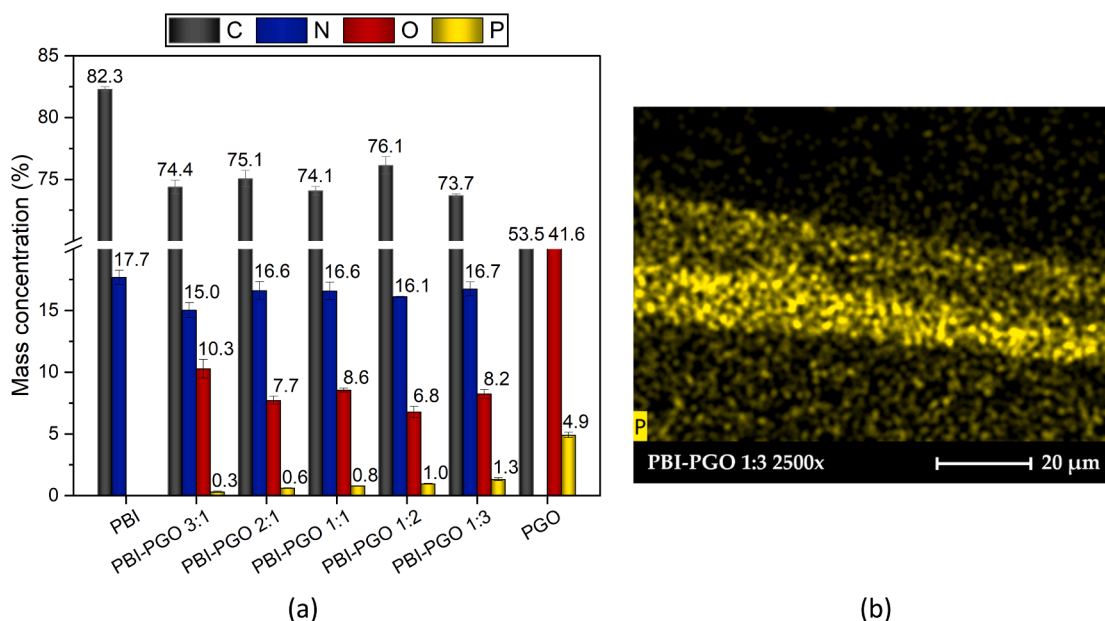 C N O P
Mass concentration (%)
85
80
75
15
10
5
0
82.3
17.7
74.4
15.0
10.3
0.3
75.1
16.6
7.7
0.6
74.1
16.6
8.6
0.8
76.1
16.1
6.8
1.0
73.7
16.7
8.2
1.3
53.5
41.6
4.9
PBI
PBI-PGO 3:1
PBI-PGO 2:1
PBI-PGO 1:1
PBI-PGO 1:2
PBI-PGO 1:3
PGO
(a)
P
PBI-PGO 1:3 2500x
20 μm
(b)